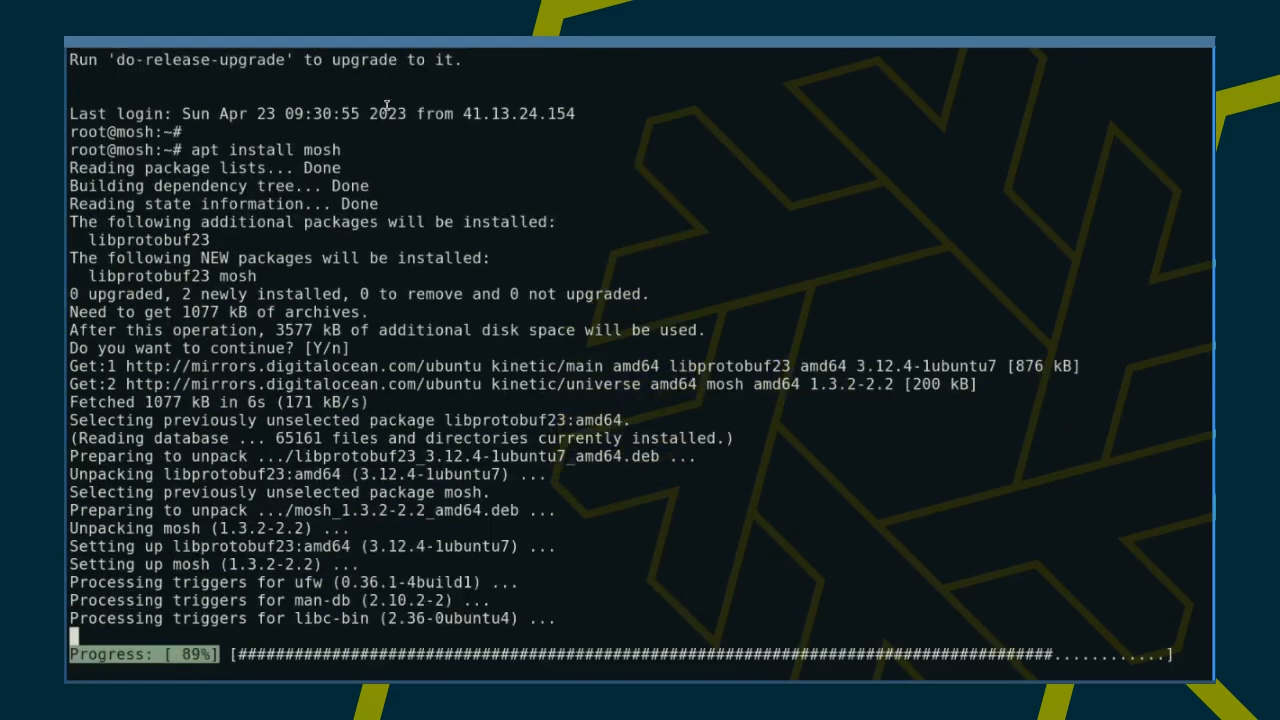 Run 'do-release-upgrade' to upgrade to it.
Last login: Sun Apr 23 09:30:55 2023 from 41.13.24.154
root@mosh:~#
root@mosh:~# apt install mosh
Reading package lists... Done
Building dependency tree... Done
Reading state information... Done
The following additional packages will be installed:
  libprotobuf23
The following NEW packages will be installed:
  libprotobuf23 mosh
0 upgraded, 2 newly installed, 0 to remove and 0 not upgraded.
Need to get 1077 kB of archives.
After this operation, 3577 kB of additional disk space will be used.
Do you want to continue? [Y/n]
Get:1 http://mirrors.digitalocean.com/ubuntu kinetic/main amd64 libprotobuf23 amd64 3.12.4-1ubuntu7 [876 kB]
Get:2 http://mirrors.digitalocean.com/ubuntu kinetic/universe amd64 mosh amd64 1.3.2-2.2 [200 kB]
Fetched 1077 kB in 6s (171 kB/s)
Selecting previously unselected package libprotobuf23:amd64.
(Reading database ... 65161 files and directories currently installed.)
Preparing to unpack .../libprotobuf23_3.12.4-1ubuntu7_amd64.deb ...
Unpacking libprotobuf23:amd64 (3.12.4-1ubuntu7) ...
Selecting previously unselected package mosh.
Preparing to unpack .../mosh_1.3.2-2.2_amd64.deb ...
Unpacking mosh (1.3.2-2.2) ...
Setting up libprotobuf23:amd64 (3.12.4-1ubuntu7) ...
Setting up mosh (1.3.2-2.2) ...
Processing triggers for ufw (0.36.1-4build1) ...
Processing triggers for man-db (2.10.2-2) ...
Processing triggers for libc-bin (2.36-0ubuntu4) ...
Progress: [ 89%] [#######################################################################################............]